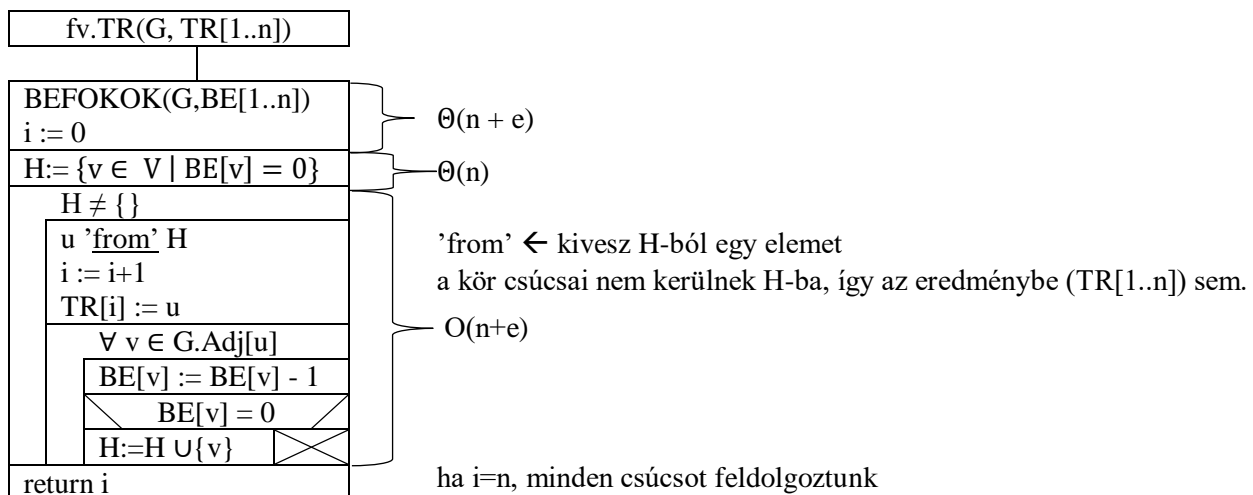 fv.TR(G, TR[1..n])
BEFOKOK(G,BE[1..n])
i := 0
Θ(n + e)
H:= {v ∈ V | BE[v] = 0}
Θ(n)
H ≠ {}
u ’from’ H
’from’ ← kivesz H-ból egy elemet
i := i+1
a kör csúcsai nem kerülnek H-ba, így az eredménybe (TR[1..n]) sem.
TR[i] := u
O(n+e)
∀ v ∈ G.Adj[u]
BE[v] := BE[v] - 1
BE[v] = 0
H:=H ∪{v}
return i
ha i=n, minden csúcsot feldolgoztunk